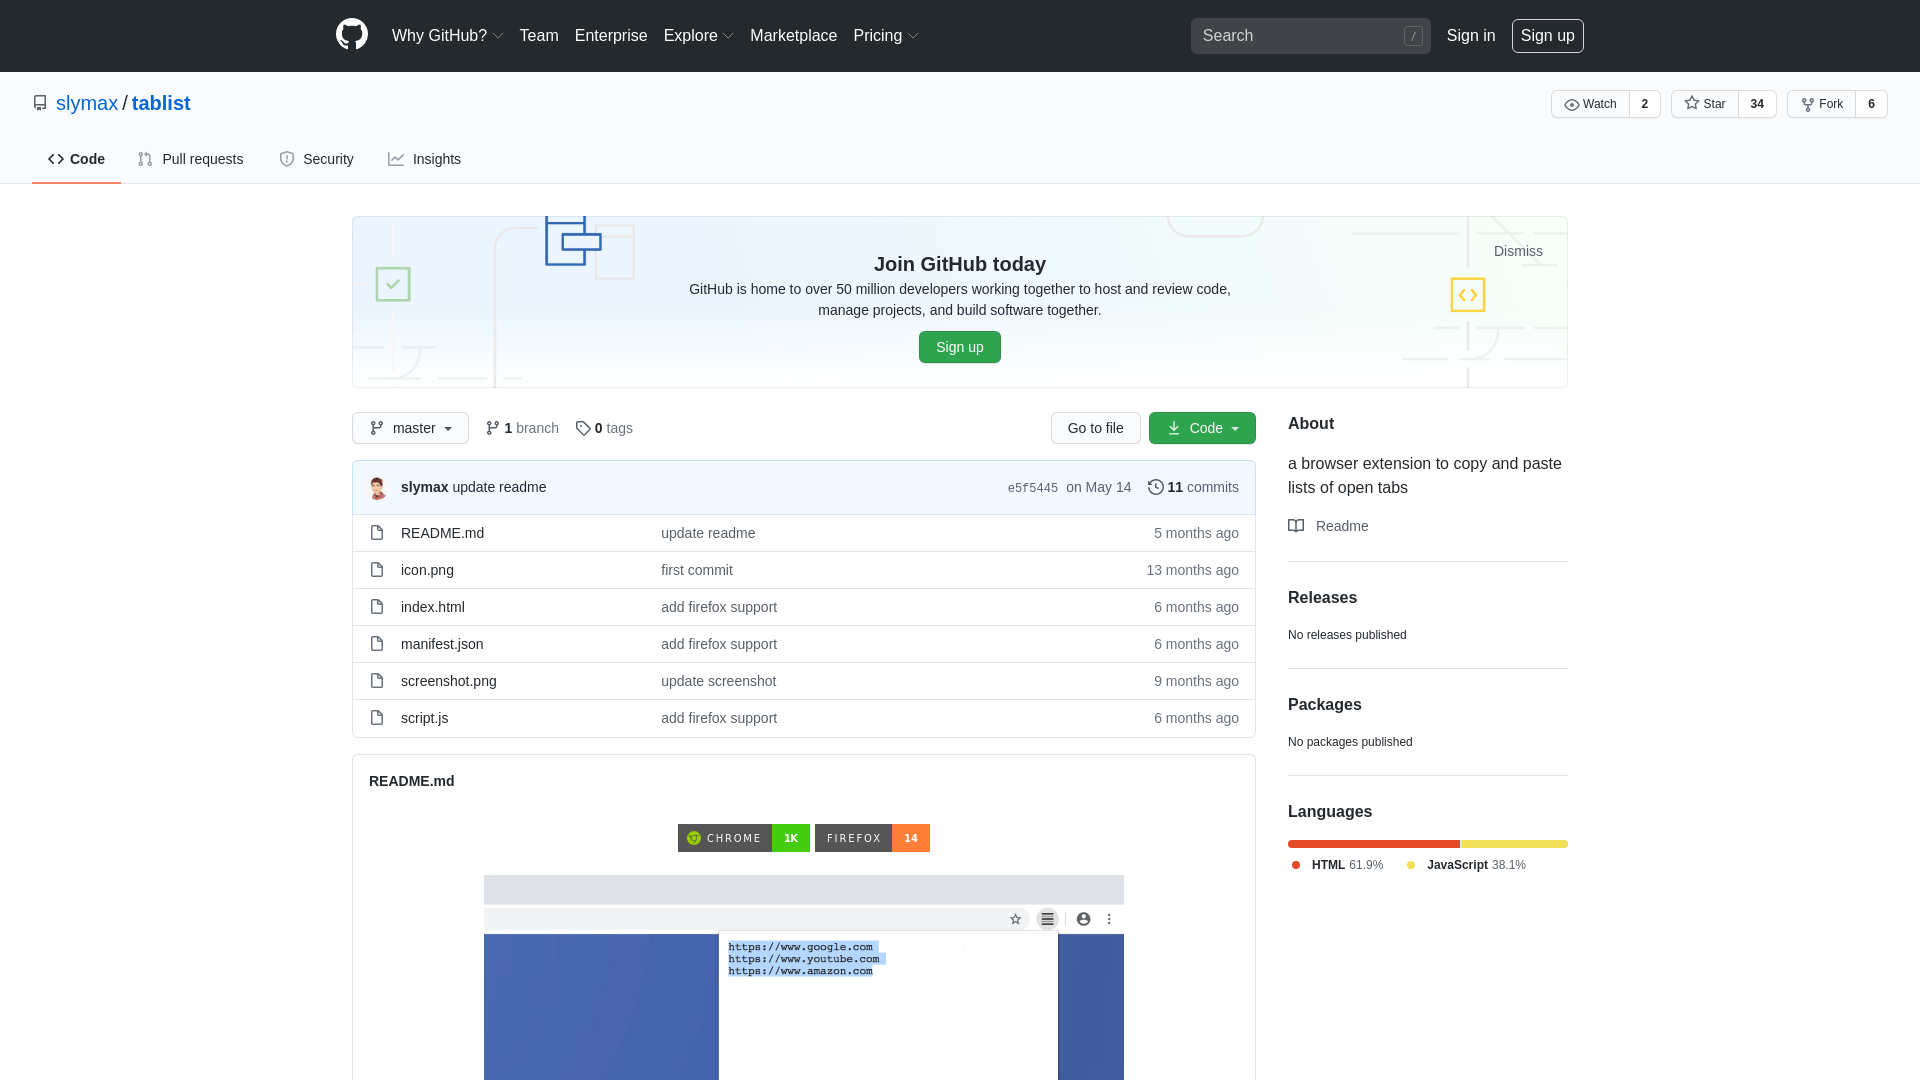 Why GitHub? Team Enterprise Explore Marketplace Pricing Search / Sign in Sign up
slymax / tablist Watch 2 Star 34 Fork 6
Code Pull requests Security Insights
Dismiss
Join GitHub today
GitHub is home to over 50 million developers working together to host and review code,
manage projects, and build software together.
Sign up
master 1 branch 0 tags Go to file Code
slymax update readme e5f5445 on May 14 11 commits
README.md update readme 5 months ago
icon.png first commit 13 months ago
index.html add firefox support 6 months ago
manifest.json add firefox support 6 months ago
screenshot.png update screenshot 9 months ago
script.js add firefox support 6 months ago
README.md
CHROME 1K FIREFOX 14
https://www.google.com
https://www.youtube.com
https://www.amazon.com
About
a browser extension to copy and paste
lists of open tabs
Readme
Releases
No releases published
Packages
No packages published
Languages
HTML 61.9% JavaScript 38.1%